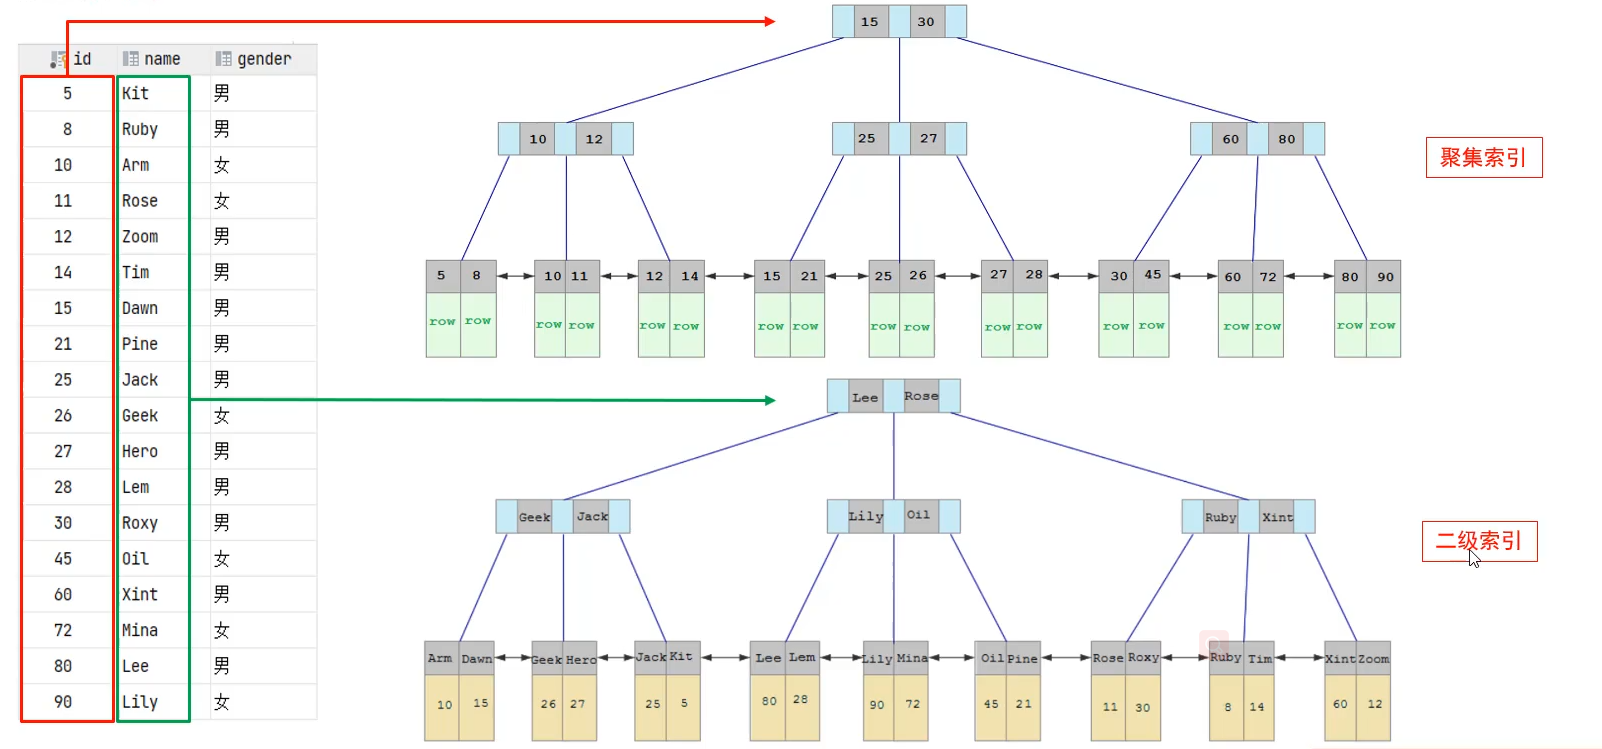 id name gender
5 Kit 男
8 Ruby 男
10 Arm 女
11 Rose 女
12 Zoom 男
14 Tim 男
15 Dawn 男
21 Pine 男
25 Jack 男
26 Geek 女
27 Hero 男
28 Lem 男
30 Roxy 男
45 Oil 女
60 Xint 男
72 Mina 女
80 Lee 男
90 Lily 女
15 30
10 12 25 27 60 80
聚集索引
5 8 10 11 12 14 15 21 25 26 27 28 30 45 60 72 80 90
row row row row row row row row row row row row row row row row row row
Lee Rose
Geek Jack Lily Oil Ruby Xint
二级索引
Arm Dawn Geek Hero Jack Kit Lee Lem Lily Mina Oil Pine Rose Roxy Ruby Tim Xint Zoom
10 15 26 27 25 5 80 28 90 72 45 21 11 30 8 14 60 12